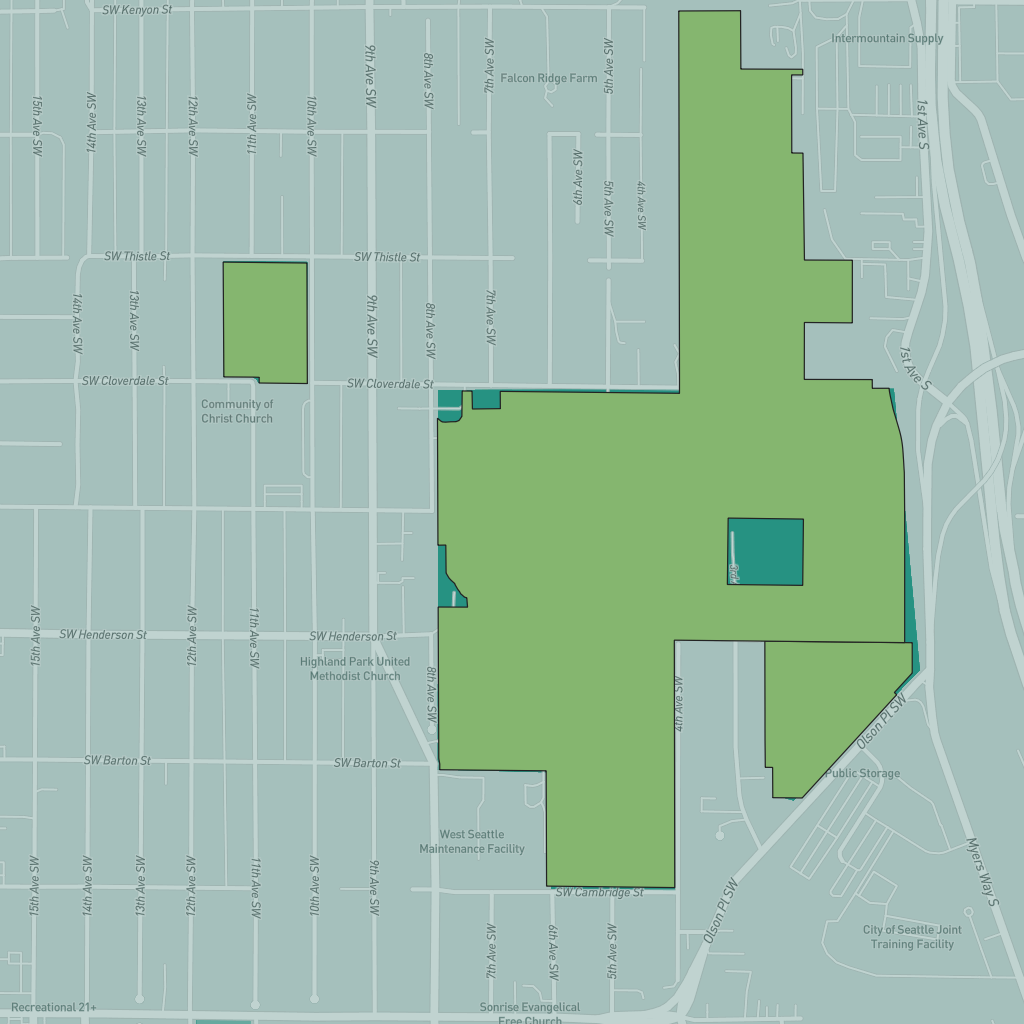 SW Kenyon St
Intermountain Supply
9th Ave SW
8th Ave SW
7th Ave SW
5th Ave SW
Falcon Ridge Farm
15th Ave SW
14th Ave SW
13th Ave SW
12th Ave SW
11th Ave SW
10th Ave SW
1st Ave S
6th Ave SW
5th Ave SW
4th Ave SW
SW Thistle St
SW Thistle St
14th Ave SW
13th Ave SW
9th Ave SW
8th Ave SW
7th Ave SW
1st Ave S
SW Cloverdale St
SW Cloverdale St
Community of
Christ Church
15th Ave SW
12th Ave SW
11th Ave SW
SW Henderson St
SW Henderson St
Highland Park United
Methodist Church
8th Ave SW
4th Ave SW
Olson Pl SW
SW Barton St
SW Barton St
Public Storage
West Seattle
Maintenance Facility
15th Ave SW
14th Ave SW
13th Ave SW
12th Ave SW
11th Ave SW
10th Ave SW
9th Ave SW
SW Cambridge St
Olson Pl SW
Myers Way S
7th Ave SW
6th Ave SW
5th Ave SW
City of Seattle Joint
Training Facility
Recreational 21+
Sonrise Evangelical
Free Church